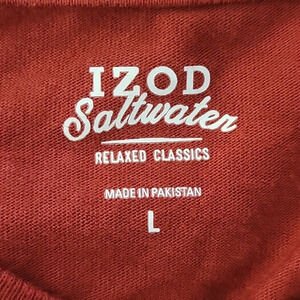 IZOD
Saltwater
RELAXED CLASSICS
MADE IN PAKISTAN
L